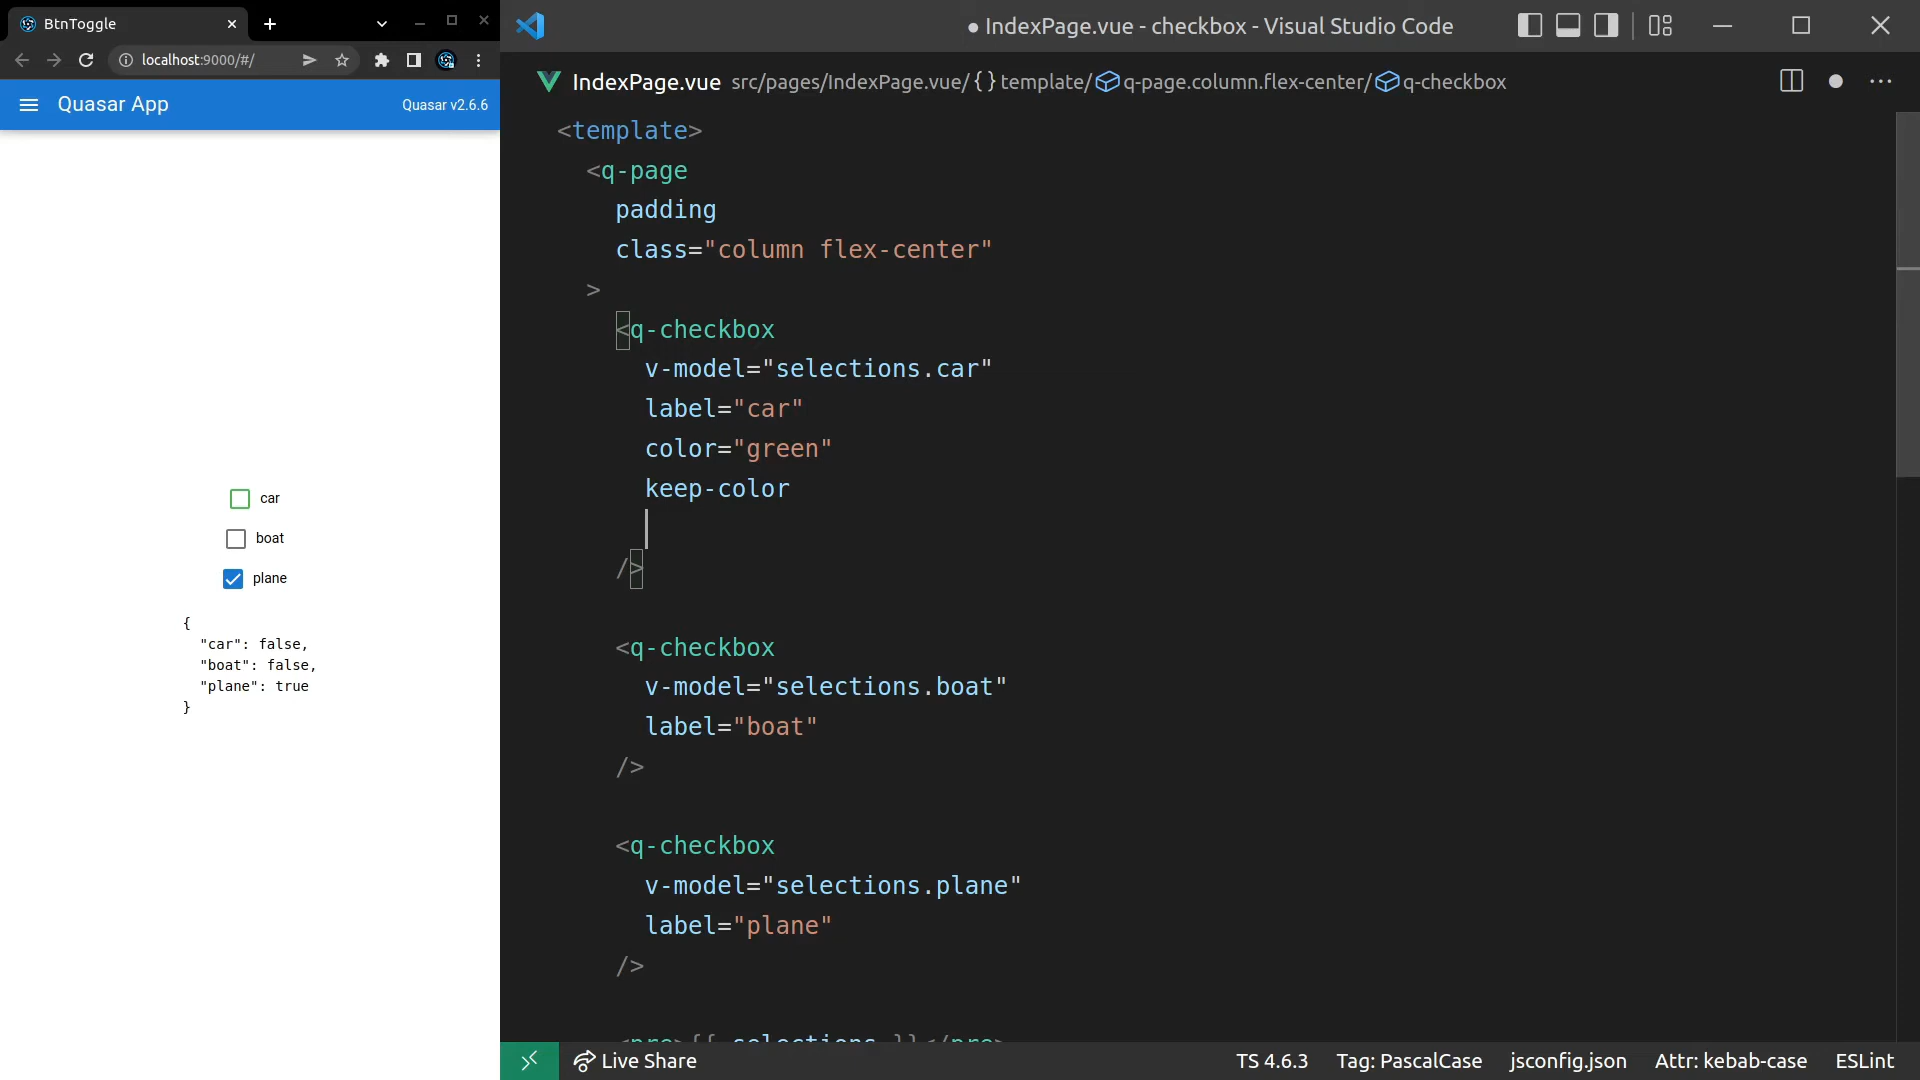 BtnToggle
localhost:9000/#/
Quasar App
Quasar v2.6.6
car
boat
plane
{
"car": false,
"boat": false,
"plane": true
}
● IndexPage.vue - checkbox - Visual Studio Code
IndexPage.vue src/pages/IndexPage.vue/{}template/q-page.column.flex-center/q-checkbox
<template>
<q-page
padding
class="column flex-center"
>
<q-checkbox
v-model="selections.car"
label="car"
color="green"
keep-color
/>
<q-checkbox
v-model="selections.boat"
label="boat"
/>
<q-checkbox
v-model="selections.plane"
label="plane"
/>
<pre>{{ selections }}</pre>
Live Share
TS 4.6.3
Tag: PascalCase
jsconfig.json
Attr: kebab-case
ESLint